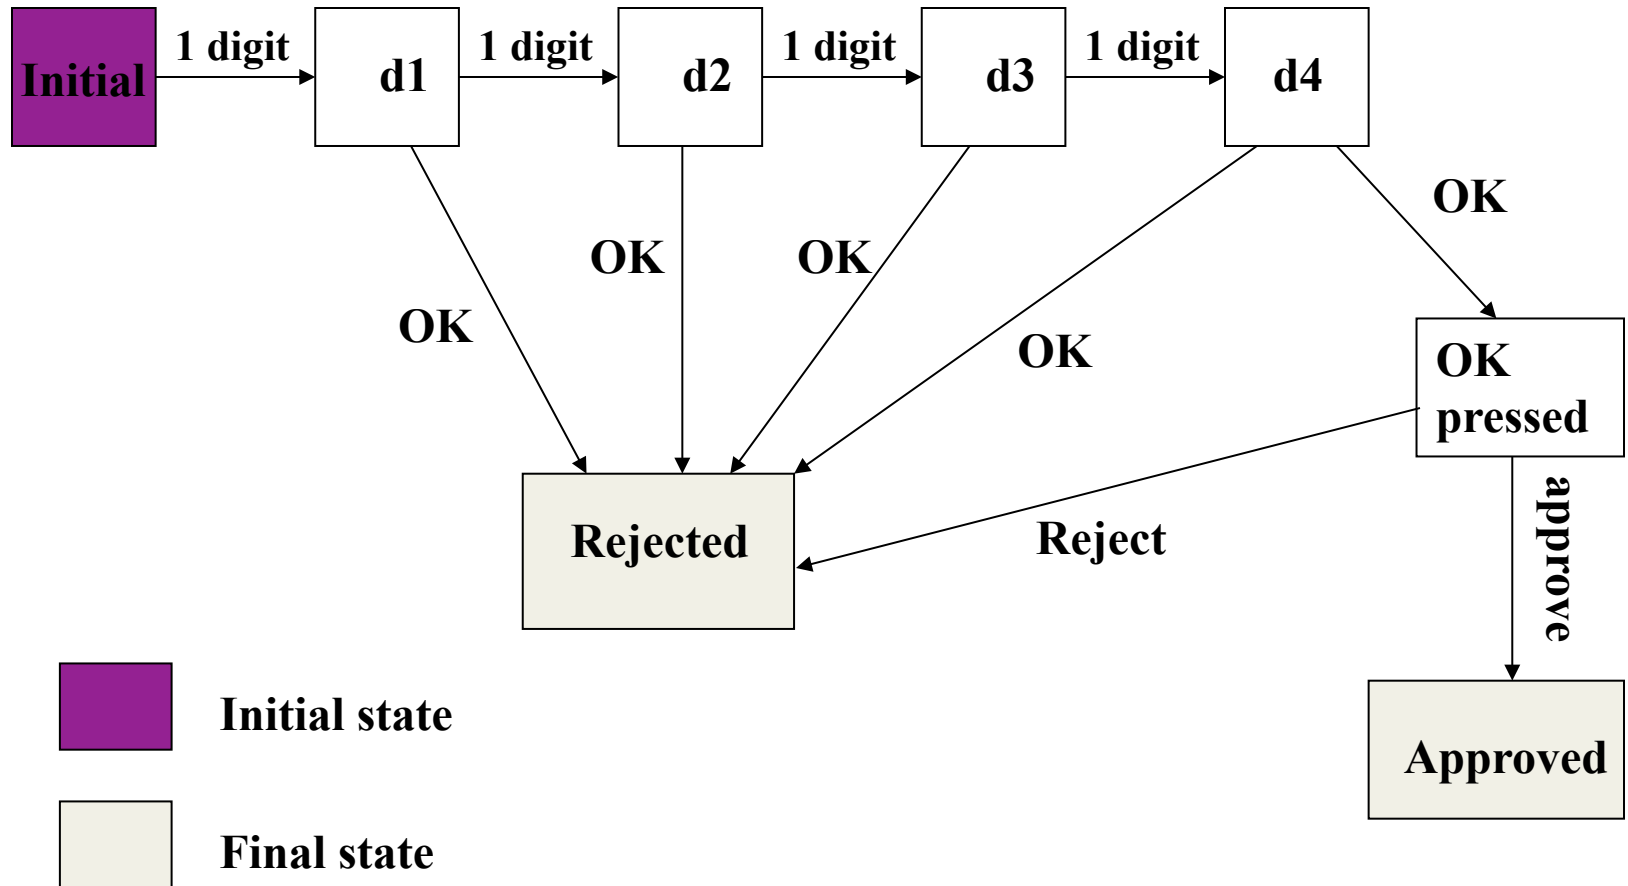 1 digit
1 digit
1 digit
1 digit
Initial
d1
d2
d3
d4
OK
OK
OK
OK
OK
OK
pressed
approve
Reject
Rejected
Initial state
Approved
Final state